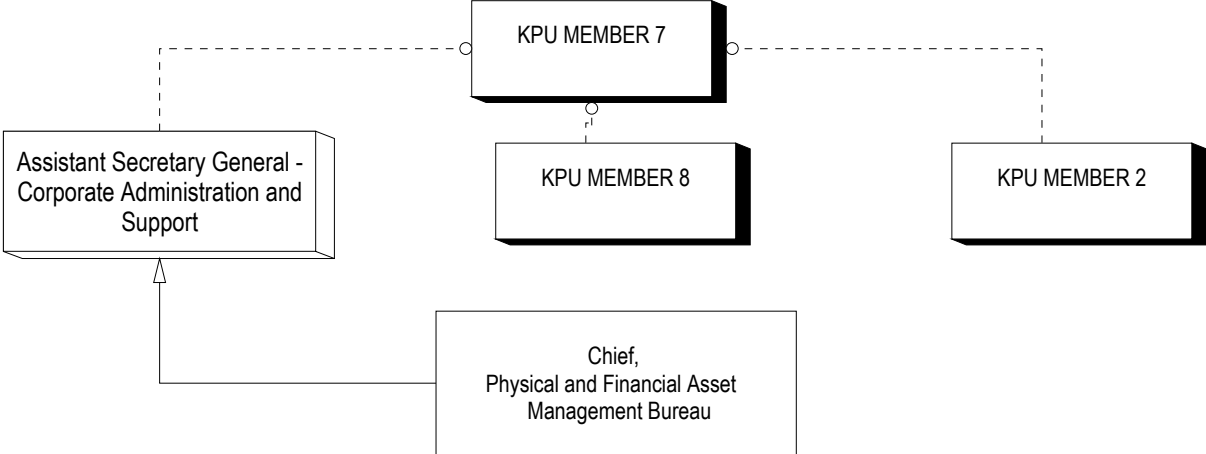 KPU MEMBER 7
Assistant Secretary General -
Corporate Administration and
Support
KPU MEMBER 8
KPU MEMBER 2
Chief,
Physical and Financial Asset
Management Bureau